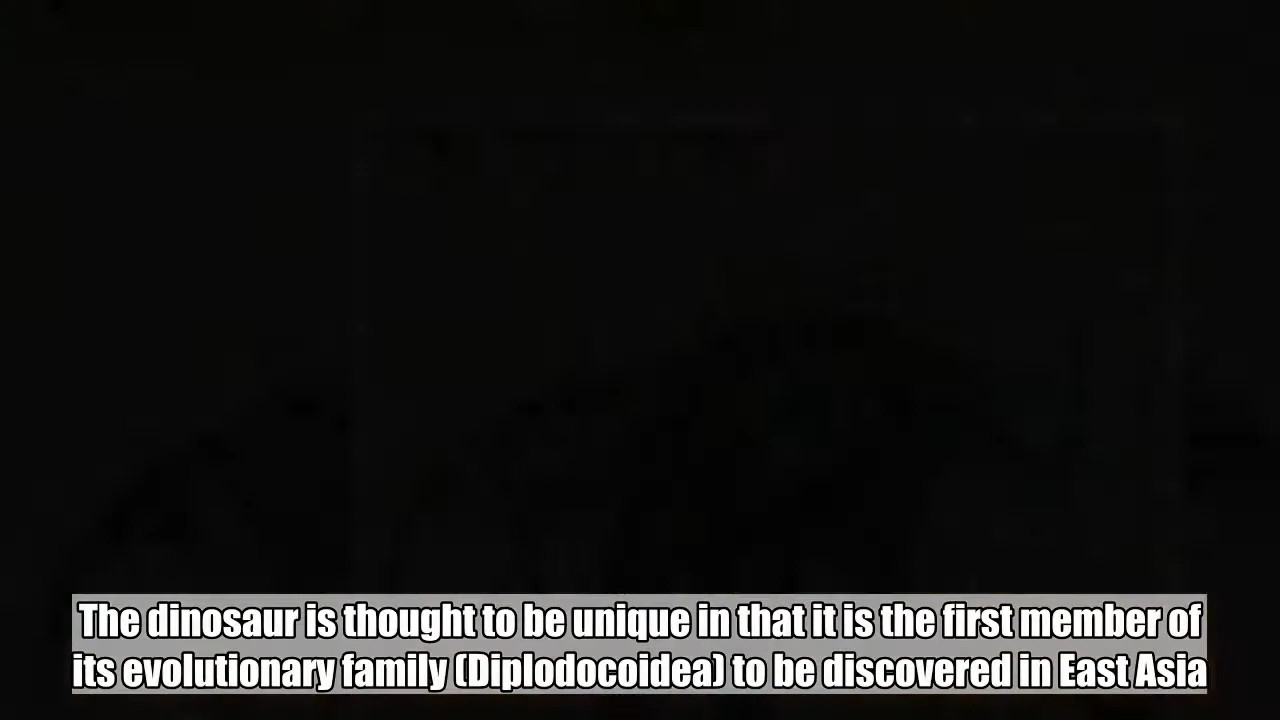 The dinosaur is thought to be unique in that it is the first member of
its evolutionary family (Diplodocoidea) to be discovered in East Asia